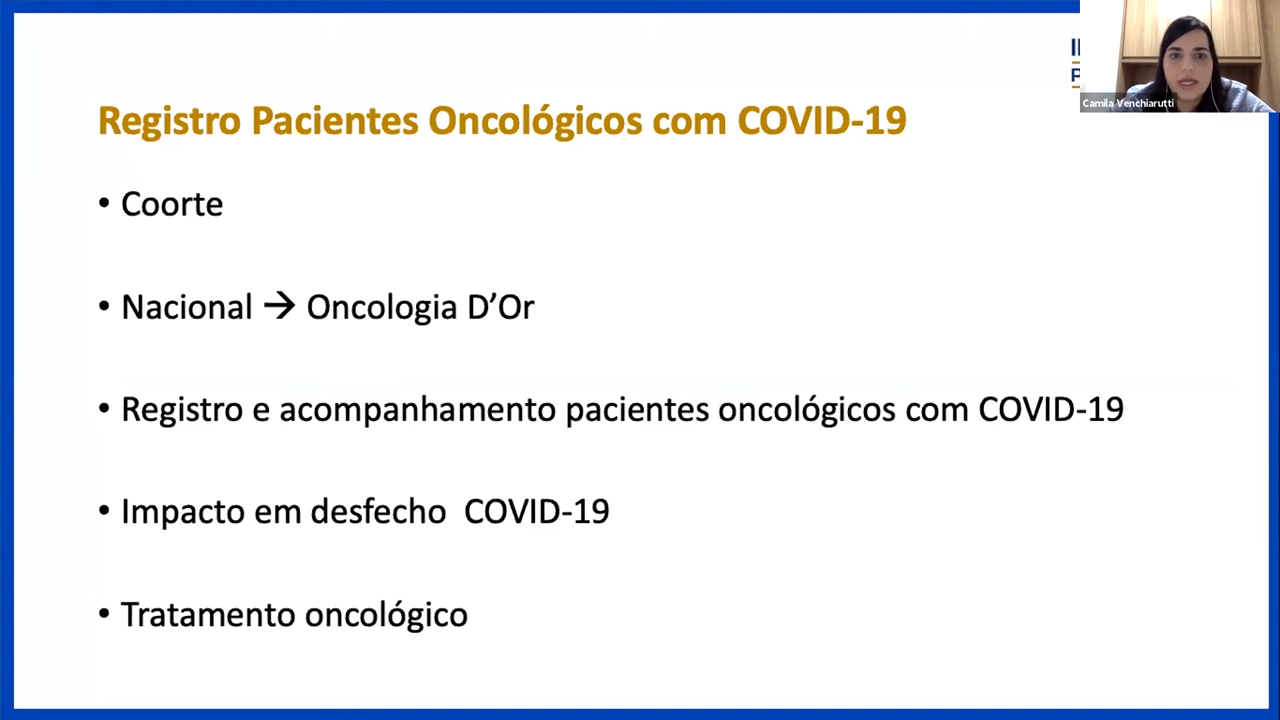 Registro Pacientes Oncológicos com COVID-19
Camila Venchiarutti
• Coorte
• Nacional → Oncologia D’Or
• Registro e acompanhamento pacientes oncológicos com COVID-19
• Impacto em desfecho COVID-19
• Tratamento oncológico